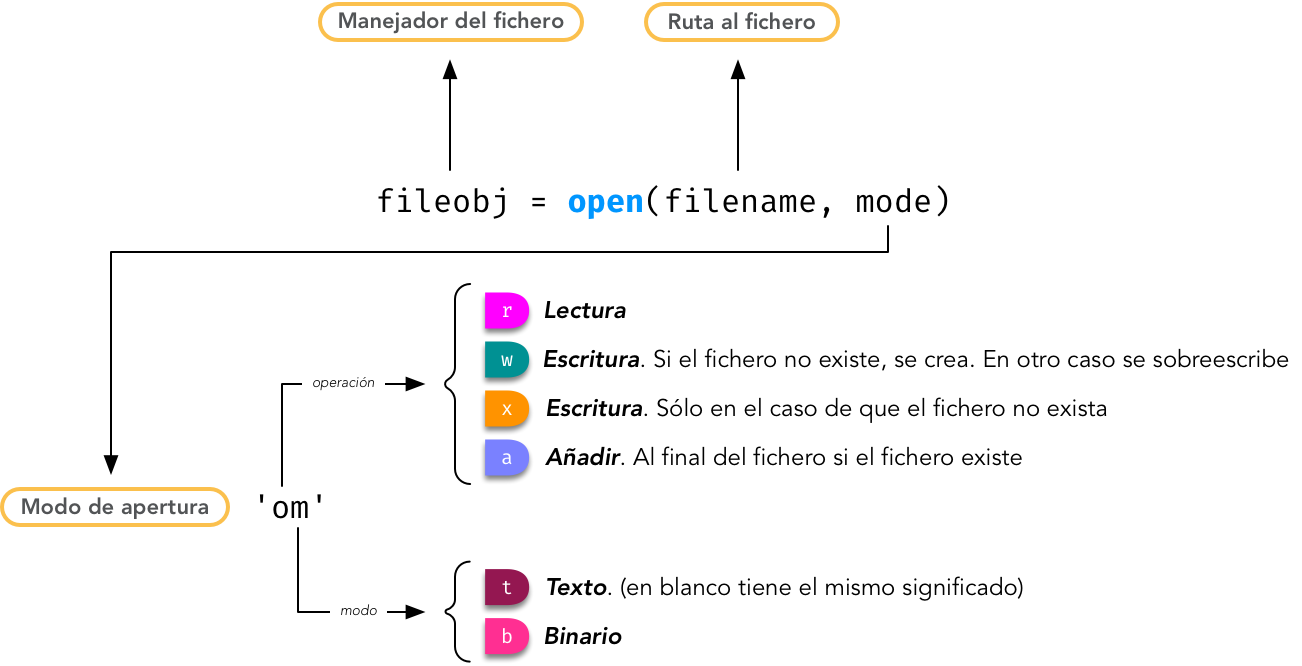 Manejador del fichero
Ruta al fichero
fileobj = open(filename, mode)
r Lectura
w Escritura. Si el fichero no existe, se crea. En otro caso se sobreescribe
operación
x Escritura. Sólo en el caso de que el fichero no exista
a Añadir. Al final del fichero si el fichero existe
Modo de apertura
'om'
t Texto. (en blanco tiene el mismo significado)
modo
b Binario